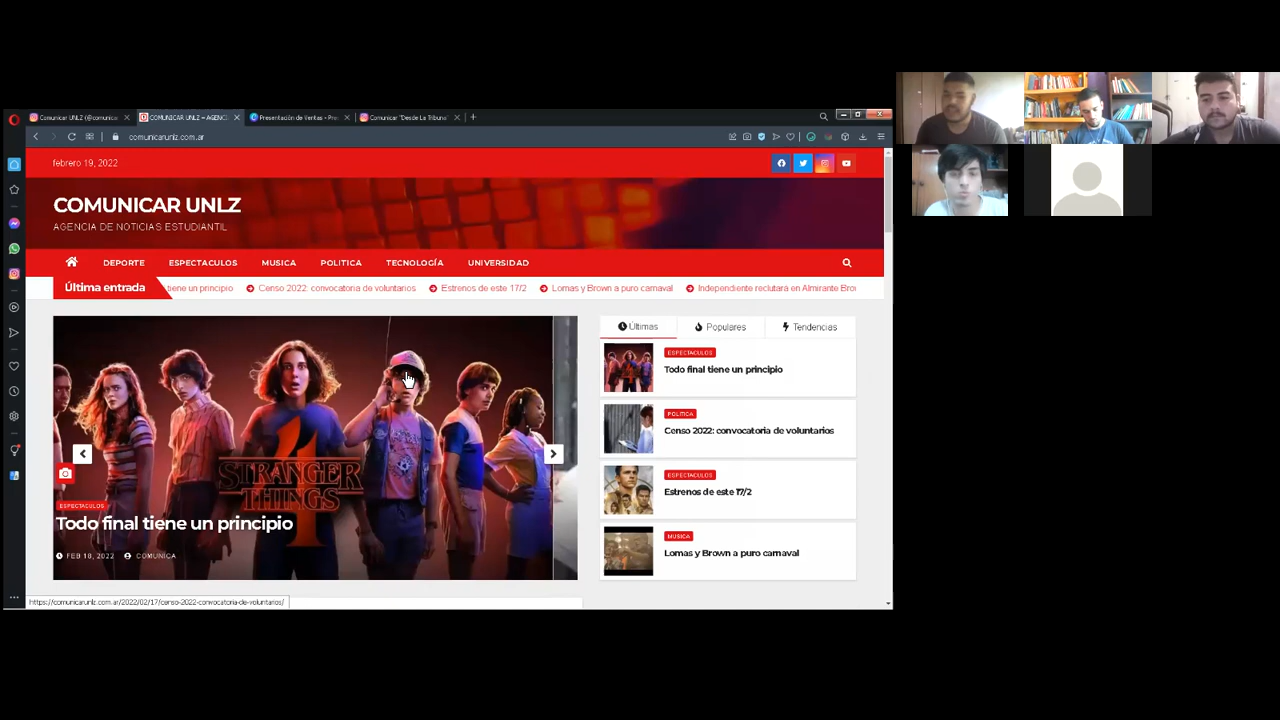 Comunicar UNLZ (@comunica
COMUNICAR UNLZ – AGENCI
Presentación de Ventas - Pre
Comunicar "Desde La Tribuna"
comunicarunlz.com.ar
febrero 19, 2022
COMUNICAR UNLZ
AGENCIA DE NOTICIAS ESTUDIANTIL
DEPORTE ESPECTACULOS MUSICA POLITICA TECNOLOGÍA UNIVERSIDAD
Última entrada
tiene un principio Censo 2022: convocatoria de voluntarios Estrenos de este 17/2 Lomas y Brown a puro carnaval Independiente reclutará en Almirante Brow
STRANGER
THINGS
4
ESPECTACULOS
Todo final tiene un principio
FEB 18, 2022 COMUNICA
Últimas Populares Tendencias
ESPECTACULOS
Todo final tiene un principio
POLITICA
Censo 2022: convocatoria de voluntarios
ESPECTACULOS
Estrenos de este 17/2
MUSICA
Lomas y Brown a puro carnaval
https://comunicarunlz.com.ar/2022/02/17/censo-2022-convocatoria-de-voluntarios/